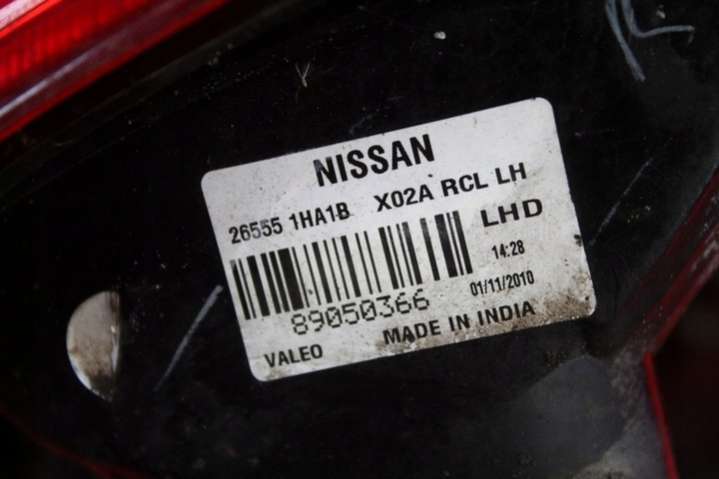 NISSAN
26555 1HA1B X02A RCL LH
LHD
14:28
89050366 01/11/2010
VALEO MADE IN INDIA